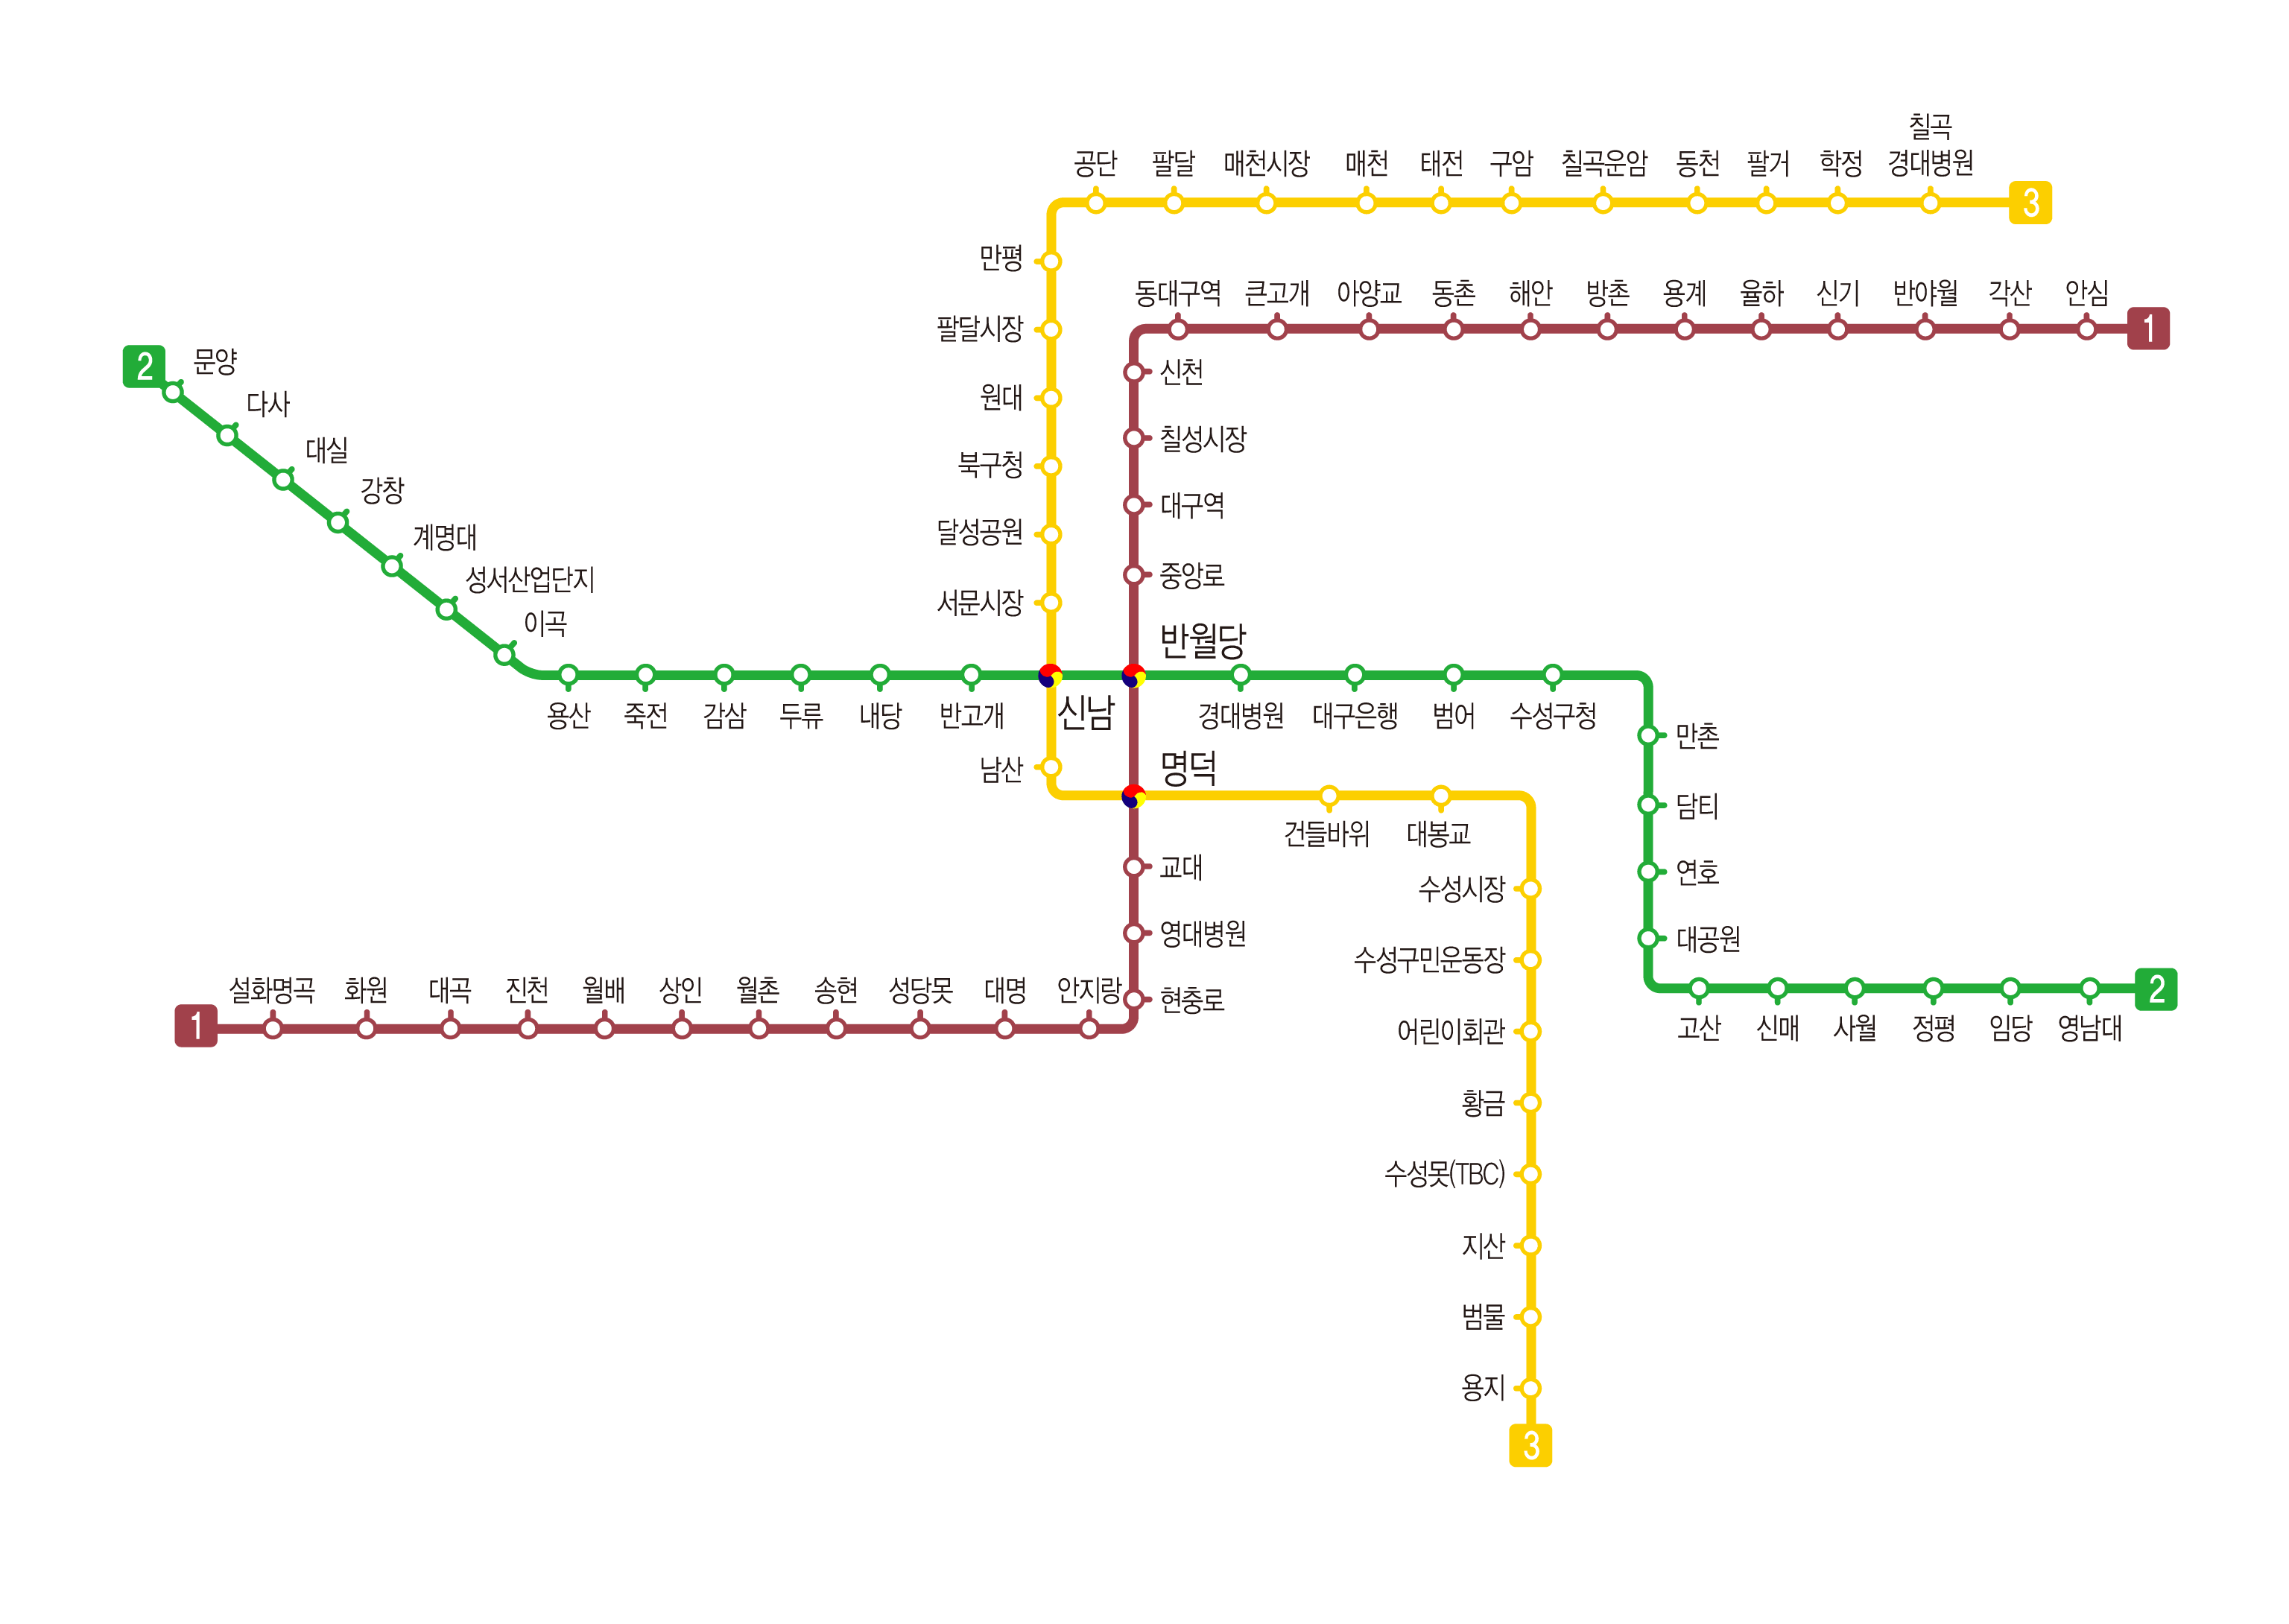 칠곡
경대병원
공단 팔달 매천시장 매천 태전 구암 칠곡운암 동천 팔거 학정
3
만평
동대구역 큰고개 아양교 동촌 해안 방촌 용계 율하 신기 반야월 각산 안심
1
팔달시장
2
문양
신천
다사
원대
대실
칠성시장
북구청
강창
대구역
계명대
달성공원
성서산업단지
중앙로
서문시장
이곡
반월당
용산 죽전 감삼 두류 내당 반고개
신남
경대병원 대구은행 범어 수성구청
만촌
남산
명덕
담티
건들바위 대봉교
교대
연호
수성시장
영대병원
대공원
수성구민운동장
설화명곡 화원 대곡 진천 월배 상인 월촌 송현 성당못 대명 안지랑
현충로
2
1
고산 신매 사월 정평 임당 영남대
어린이회관
황금
수성못(TBC)
지산
범물
용지
3